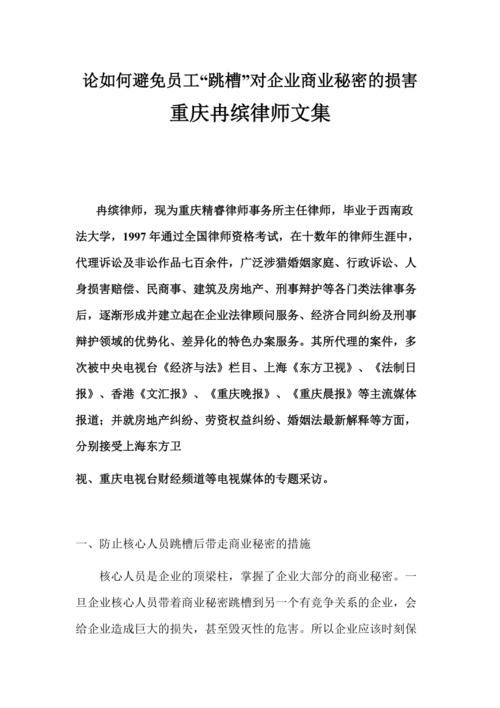 论如何避免员工“跳槽”对企业商业秘密的损害
重庆冉缤律师文集
冉缤律师，现为重庆精睿律师事务所主任律师，毕业于西南政
法大学，1997年通过全国律师资格考试，在十数年的律师生涯中，
代理诉讼及非讼作品七百余件，广泛涉猎婚姻家庭、行政诉讼、人
身损害赔偿、民商事、建筑及房地产、刑事辩护等各门类法律事务
后，逐渐形成并建立起在企业法律顾问服务、经济合同纠纷及刑事
辩护领域的优势化、差异化的特色办案服务。其所代理的案件，多
次被中央电视台《经济与法》栏目、上海《东方卫视》、《法制日
报》、香港《文汇报》、《重庆晚报》、《重庆晨报》等主流媒体
报道；并就房地产纠纷、劳资权益纠纷、婚姻法最新解释等方面，
分别接受上海东方卫
视、重庆电视台财经频道等电视媒体的专题采访。
一、防止核心人员跳槽后带走商业秘密的措施
核心人员是企业的顶梁柱，掌握了企业大部分的商业秘密。一
旦企业核心人员带着商业秘密跳槽到另一个有竞争关系的企业，会
给企业造成巨大的损失，甚至毁灭性的危害。所以企业应该时刻保